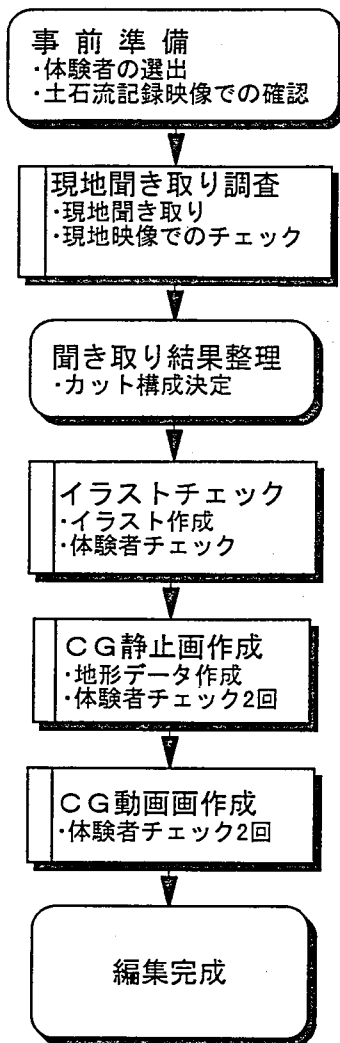 事前準備
・体験者の選出
・土石流記録映像での確認
現地聞き取り調査
・現地聞き取り
・現地映像でのチェック
聞き取り結果整理
・カット構成決定
イラストチェック
・イラスト作成
・体験者チェック
CG静止画作成
・地形データ作成
・体験者チェック2回
CG動画画作成
・体験者チェック2回
編集完成